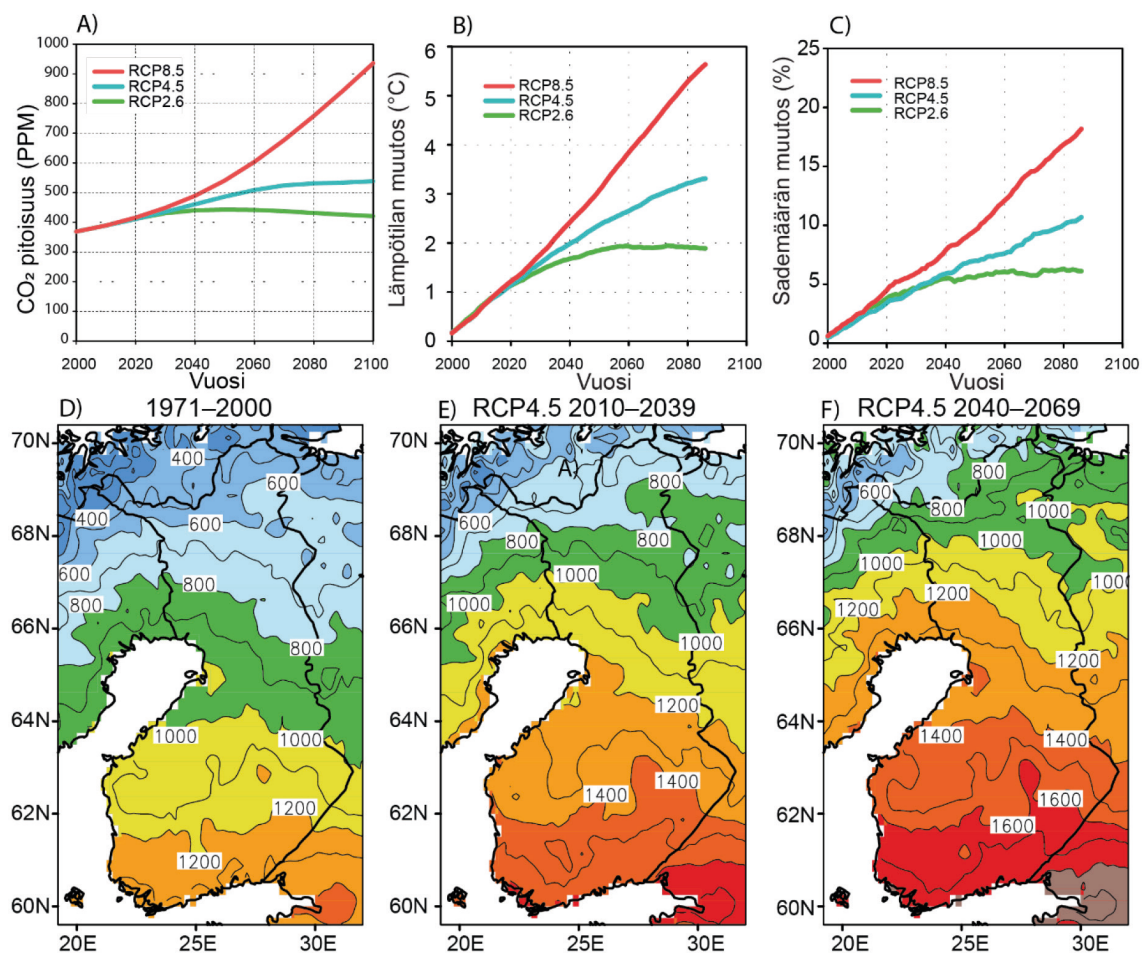 A)
B)
C)
CO₂ pitoisuus (PPM)
1000
900
800
700
600
500
400
300
200
100
0
RCP8.5
RCP4.5
RCP2.6
2000 2020 2040 2060 2080 2100
Vuosi
Lämpötilan muutos (°C)
6
5
4
3
2
1
0
RCP8.5
RCP4.5
RCP2.6
2000 2020 2040 2060 2080 2100
Vuosi
Sademäärän muutos (%)
25
20
15
10
5
0
RCP8.5
RCP4.5
RCP2.6
2000 2020 2040 2060 2080 2100
Vuosi
D) 1971–2000
70N
68N
66N
64N
62N
60N
400
600
400
600
600
800
800
800
1000
1000
1200
1200
20E 25E 30E
E) RCP4.5 2010–2039
A)
800
600
800
800
1000
1000
1000
1200
1400
1400
20E 25E 30E
F) RCP4.5 2040–2069
70N
68N
66N
64N
62N
60N
800
600
800
1000
1000
1000
1000
1200
1200
1200
1400
1400
1600
1600
20E 25E 30E